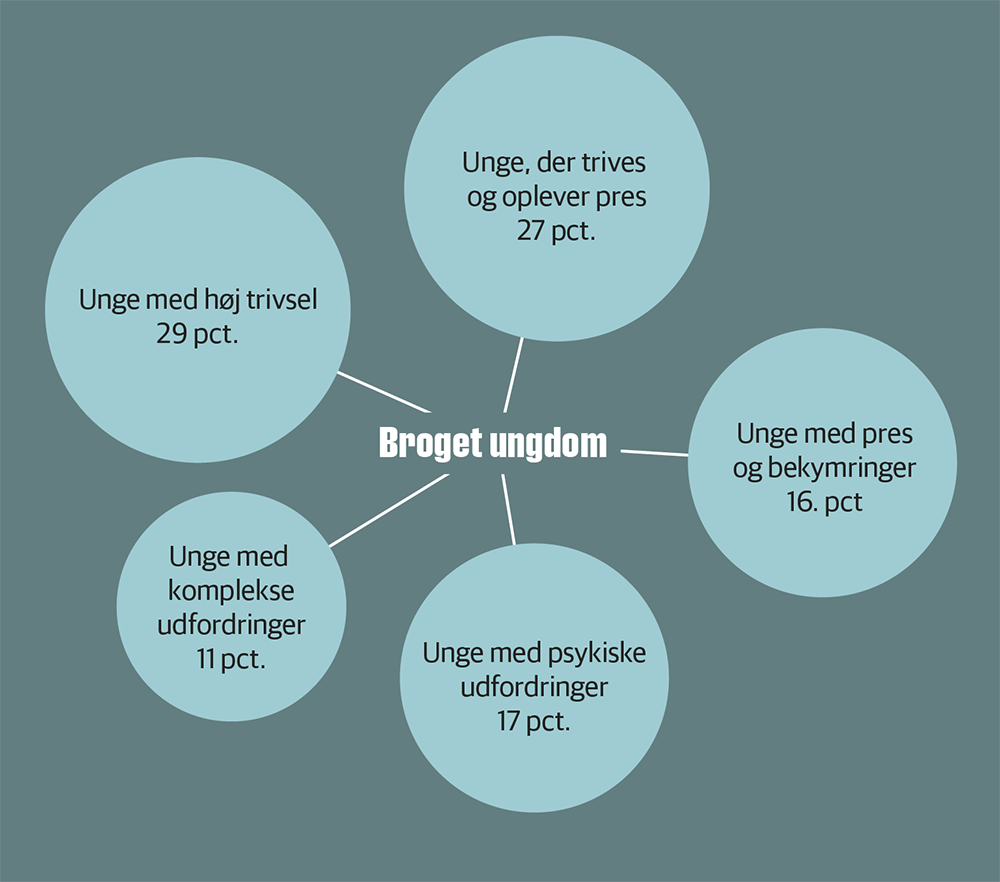 Unge, der trives
og oplever pres
27 pct.
Unge med høj trivsel
29 pct.
Broget ungdom
Unge med pres
og bekymringer
16. pct
Unge med
komplekse
udfordringer
11 pct.
Unge med psykiske
udfordringer
17 pct.